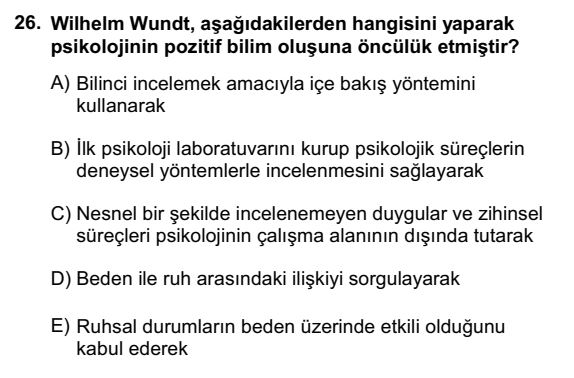 26. Wilhelm Wundt, aşağıdakilerden hangisini yaparak
psikolojinin pozitif bilim oluşuna öncülük etmiştir?
A) Bilinci incelemek amacıyla içe bakış yöntemini
kullanarak
B) İlk psikoloji laboratuvarını kurup psikolojik süreçlerin
deneysel yöntemlerle incelenmesini sağlayarak
C) Nesnel bir şekilde incelenemeyen duygular ve zihinsel
süreçleri psikolojinin çalışma alanının dışında tutarak
D) Beden ile ruh arasındaki ilişkiyi sorgulayarak
E) Ruhsal durumların beden üzerinde etkili olduğunu
kabul ederek